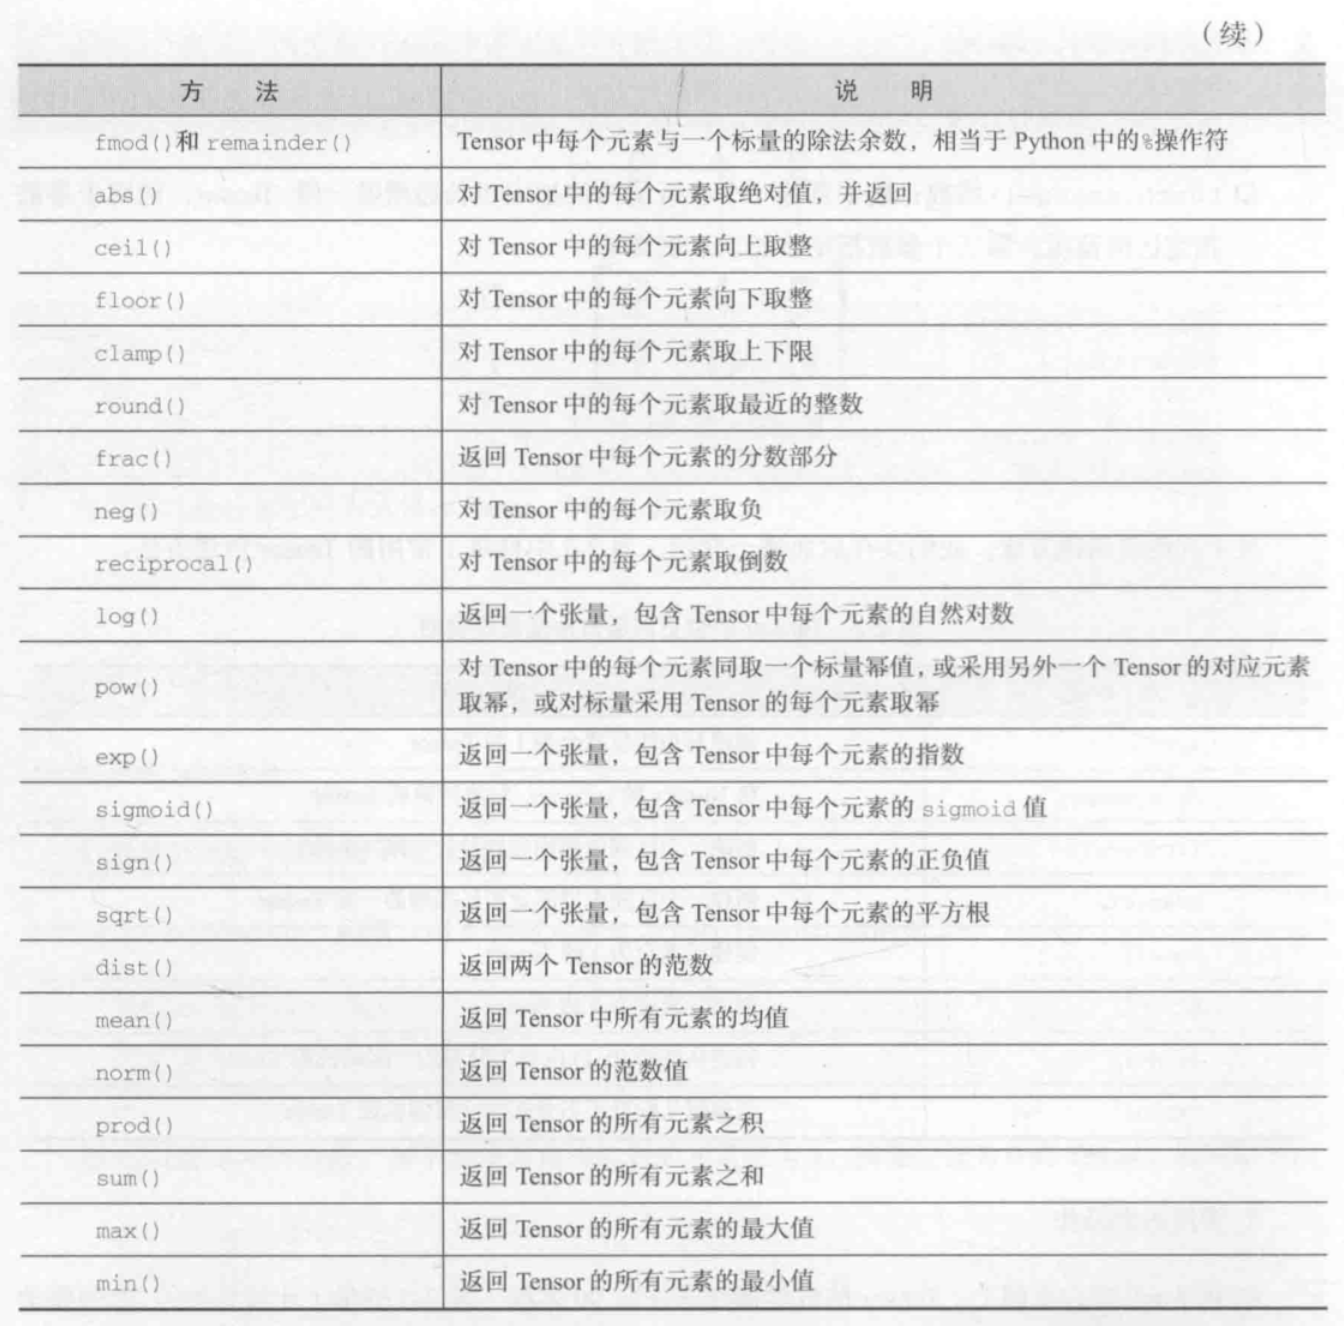 （续）
方 法 说 明
fmod()和 remainder() Tensor 中每个元素与一个标量的除法余数，相当于 Python 中的%操作符
abs() 对 Tensor 中的每个元素取绝对值，并返回
ceil() 对 Tensor 中的每个元素向上取整
floor() 对 Tensor 中的每个元素向下取整
clamp() 对 Tensor 中的每个元素取上下限
round() 对 Tensor 中的每个元素取最近的整数
frac() 返回 Tensor 中每个元素的分数部分
neg() 对 Tensor 中的每个元素取负
reciprocal() 对 Tensor 中的每个元素取倒数
log() 返回一个张量，包含 Tensor 中每个元素的自然对数
pow() 对 Tensor 中的每个元素同取一个标量幂值，或采用另外一个 Tensor 的对应元素
取幂，或对标量采用 Tensor 的每个元素取幂
exp() 返回一个张量，包含 Tensor 中每个元素的指数
sigmoid() 返回一个张量，包含 Tensor 中每个元素的 sigmoid 值
sign() 返回一个张量，包含 Tensor 中每个元素的正负值
sqrt() 返回一个张量，包含 Tensor 中每个元素的平方根
dist() 返回两个 Tensor 的范数
mean() 返回 Tensor 中所有元素的均值
norm() 返回 Tensor 的范数值
prod() 返回 Tensor 的所有元素之积
sum() 返回 Tensor 的所有元素之和
max() 返回 Tensor 的所有元素的最大值
min() 返回 Tensor 的所有元素的最小值